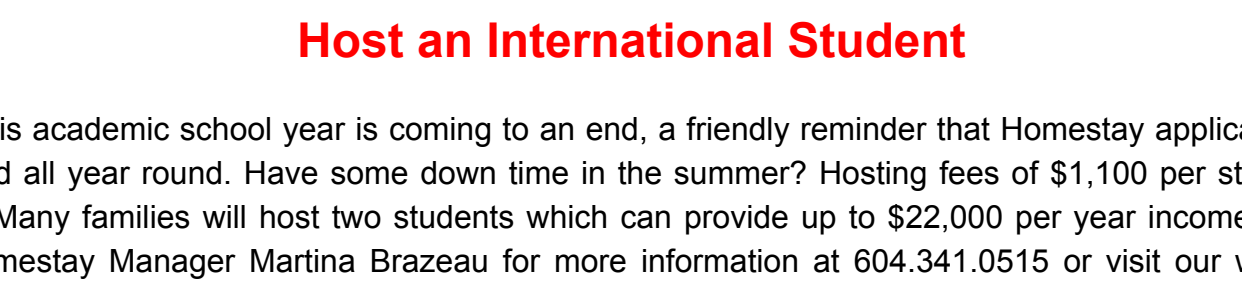 Host an International Student
is academic school year is coming to an end, a friendly reminder that Homestay applica
d all year round. Have some down time in the summer? Hosting fees of $1,100 per st
Many families will host two students which can provide up to $22,000 per year income
mestay Manager Martina Brazeau for more information at 604.341.0515 or visit our w